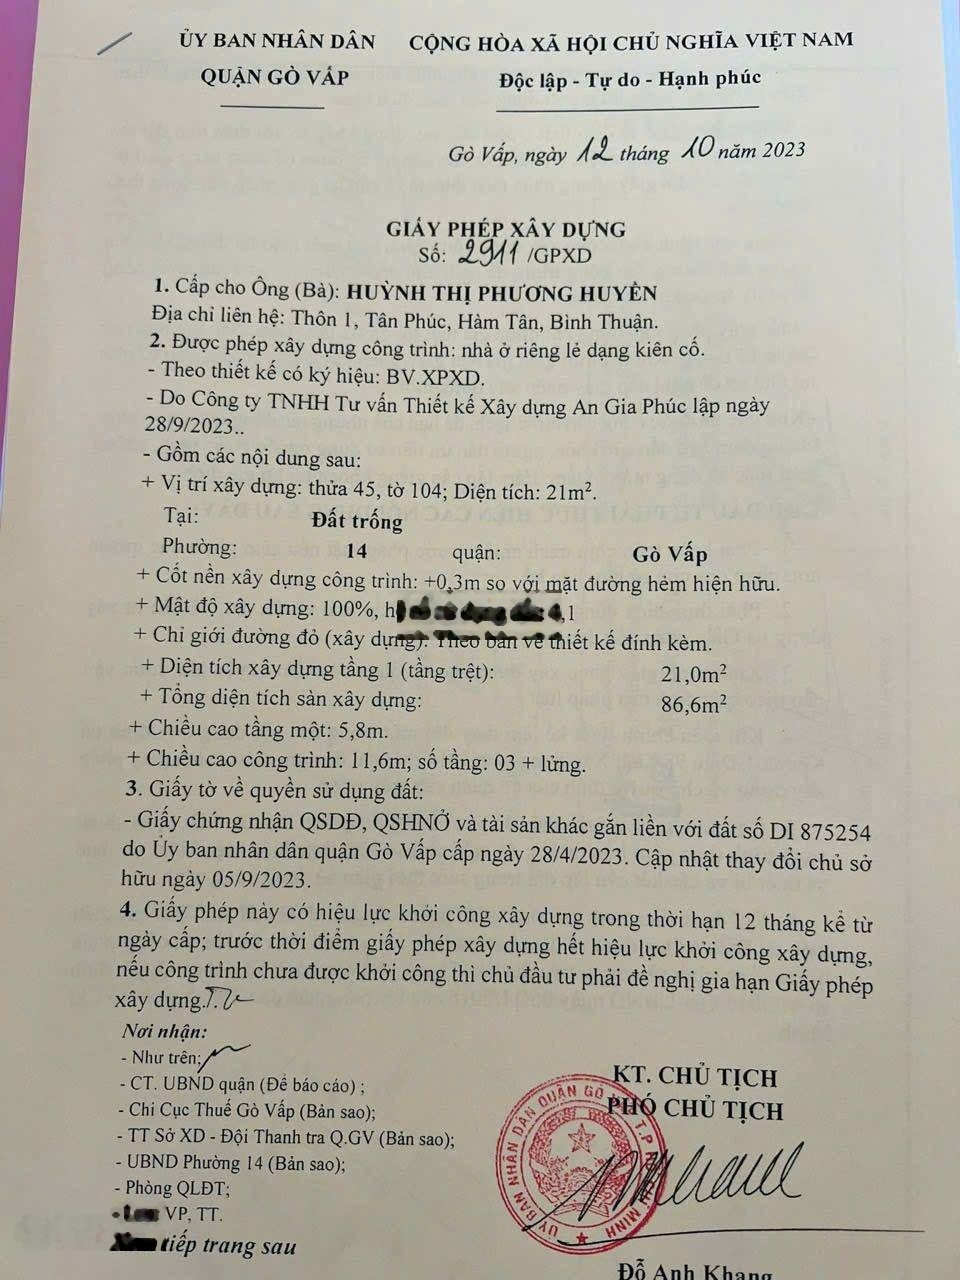 ỦY BAN NHÂN DÂN CỘNG HÒA XÃ HỘI CHỦ NGHĨA VIỆT NAM
QUẬN GÒ VẤP Độc lập - Tự do - Hạnh phúc
Gò Vấp, ngày 12 tháng 10 năm 2023
GIẤY PHÉP XÂY DỰNG
Số: 2911 /GPXD
1. Cấp cho Ông (Bà): HUỲNH THỊ PHƯƠNG HUYÊN
Địa chỉ liên hệ: Thôn 1, Tân Phúc, Hàm Tân, Bình Thuận.
2. Được phép xây dựng công trình: nhà ở riêng lẻ dạng kiên cố.
- Theo thiết kế có ký hiệu: BV.XPXD.
- Do Công ty TNHH Tư vấn Thiết kế Xây dựng An Gia Phúc lập ngày
28/9/2023..
- Gồm các nội dung sau:
+ Vị trí xây dựng: thửa 45, tờ 104; Diện tích: 21m².
Tại: Đất trống
Phường: 14 quận: Gò Vấp
+ Cốt nền xây dựng công trình: +0,3m so với mặt đường hẻm hiện hữu.
+ Mật độ xây dựng: 100%, ,1
+ Chỉ giới đường đỏ (xây dựng): Theo bản vẽ thiết kế đính kèm.
+ Diện tích xây dựng tầng 1 (tầng trệt): 21,0m²
+ Tổng diện tích sàn xây dựng: 86,6m²
+ Chiều cao tầng một: 5,8m.
+ Chiều cao công trình: 11,6m; số tầng: 03 + lửng.
3. Giấy tờ về quyền sử dụng đất:
- Giấy chứng nhận QSDĐ, QSHNỞ và tài sản khác gắn liền với đất số DI 875254
do Ủy ban nhân dân quận Gò Vấp cấp ngày 28/4/2023. Cập nhật thay đổi chủ sở
hữu ngày 05/9/2023.
4. Giấy phép này có hiệu lực khởi công xây dựng trong thời hạn 12 tháng kể từ
ngày cấp; trước thời điểm giấy phép xây dựng hết hiệu lực khởi công xây dựng,
nếu công trình chưa được khởi công thì chủ đầu tư phải đề nghị gia hạn Giấy phép
xây dựng.
Nơi nhận:
- Như trên;
- CT. UBND quận (Để báo cáo) ;
- Chi Cục Thuế Gò Vấp (Bản sao);
- TT Sở XD - Đội Thanh tra Q.GV (Bản sao);
- UBND Phường 14 (Bản sao);
- Phòng QLĐT;
VP, TT.
tiếp trang sau
KT. CHỦ TỊCH
PHÓ CHỦ TỊCH
ỦY BAN NHÂN DÂN QUẬN GÒ
Đỗ Anh Khang